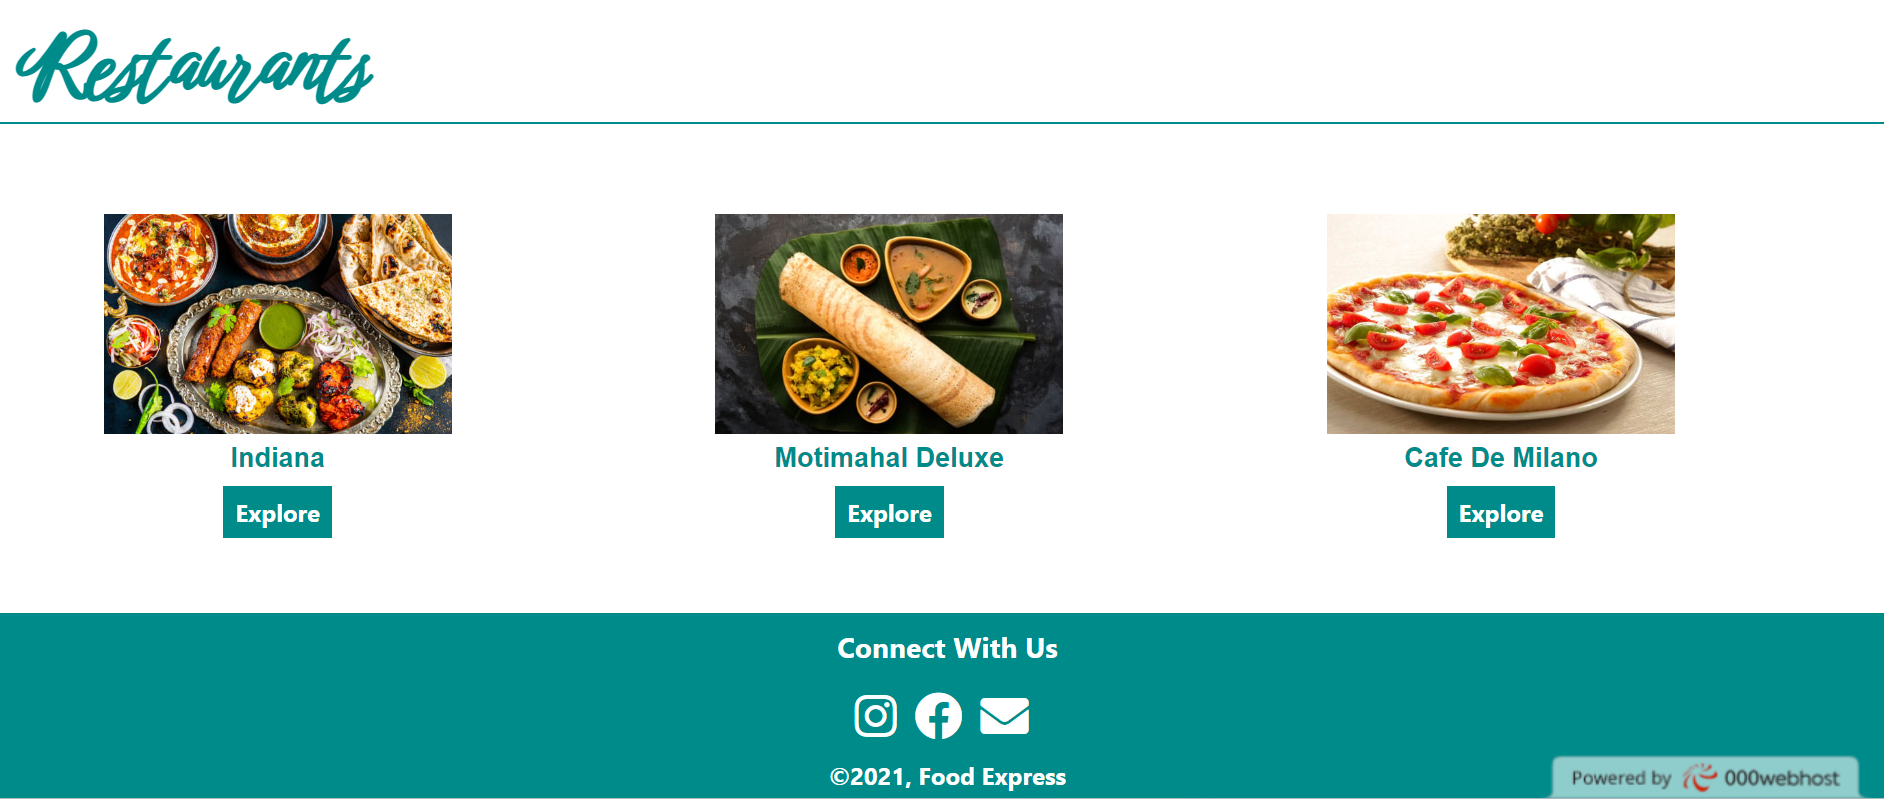 Restaurants
Indiana
Motimahal Deluxe
Cafe De Milano
Explore
Explore
Explore
Connect With Us
©2021, Food Express
Powered by 000webhost